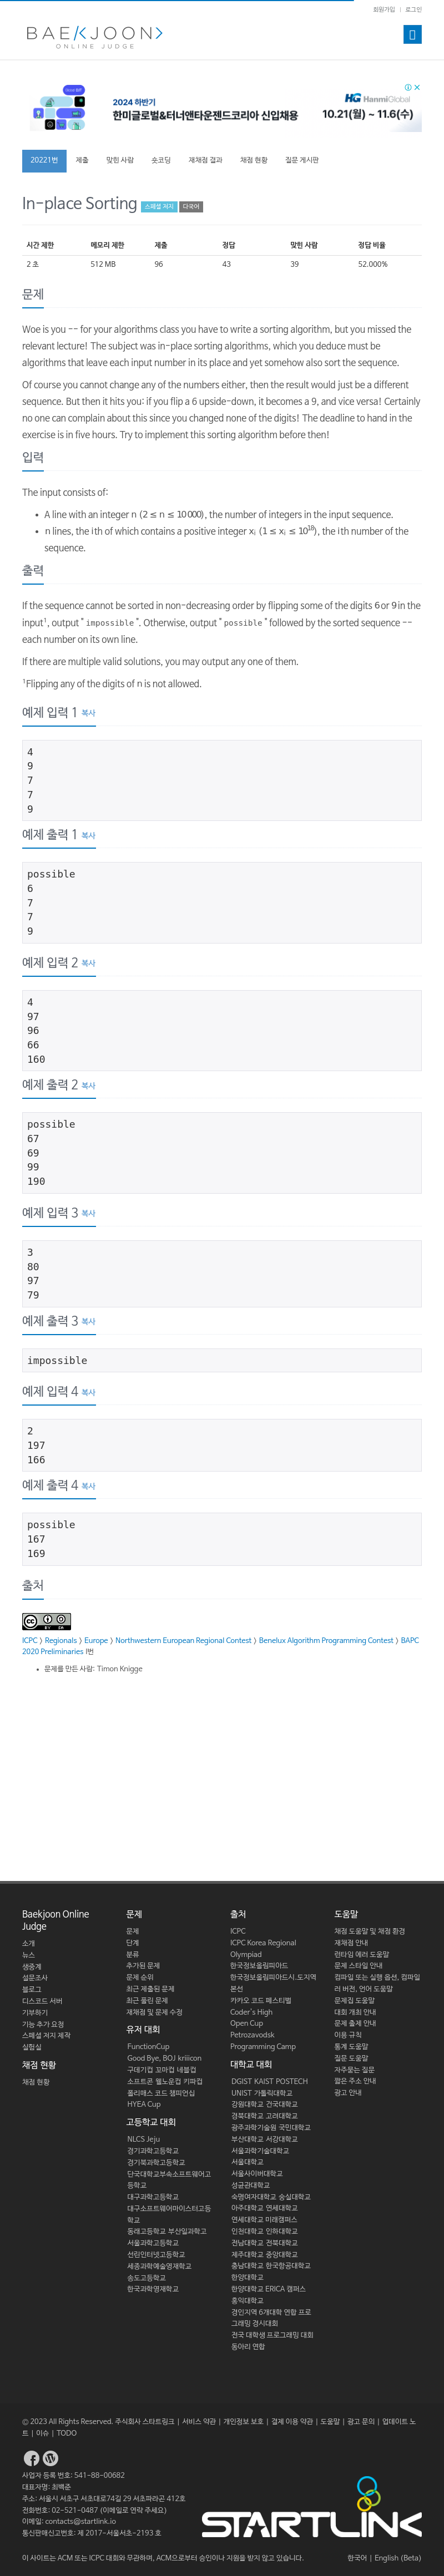 회원가입 | 로그인
BAE/KJOON>
ONLINE JUDGE
2024 하반기
한미글로벌&터너앤타운젠드코리아 신입채용
HG HanmiGlobal
10.21(월) ~ 11.6(수)
20221번 제출 맞힌 사람 숏코딩 재채점 결과 채점 현황 질문 게시판
In-place Sorting 스페셜 저지 다국어
시간 제한 메모리 제한 제출 정답 맞힌 사람 정답 비율
2 초 512 MB 96 43 39 52.000%
문제
Woe is you -- for your algorithms class you have to write a sorting algorithm, but you missed the
relevant lecture! The subject was in-place sorting algorithms, which you deduce must be
algorithms that leave each input number in its place and yet somehow also sort the input.
Of course you cannot change any of the numbers either, then the result would just be a different
sequence. But then it hits you: if you flip a 6 upside-down, it becomes a 9, and vice versa! Certainly
no one can complain about this since you changed none of the digits! The deadline to hand in the
exercise is in five hours. Try to implement this sorting algorithm before then!
입력
The input consists of:
• A line with an integer n (2 ≤ n ≤ 10 000), the number of integers in the input sequence.
• n lines, the ith of which contains a positive integer xᵢ (1 ≤ xᵢ ≤ 10¹⁸), the ith number of the
sequence.
출력
If the sequence cannot be sorted in non-decreasing order by flipping some of the digits 6 or 9 in the
input¹, output "impossible". Otherwise, output "possible" followed by the sorted sequence --
each number on its own line.
If there are multiple valid solutions, you may output any one of them.
¹Flipping any of the digits of n is not allowed.
예제 입력 1 복사
4
9
7
7
9
예제 출력 1 복사
possible
6
7
7
9
예제 입력 2 복사
4
97
96
66
160
예제 출력 2 복사
possible
67
69
99
190
예제 입력 3 복사
3
80
97
79
예제 출력 3 복사
impossible
예제 입력 4 복사
2
197
166
예제 출력 4 복사
possible
167
169
출처
CC BY SA
ICPC > Regionals > Europe > Northwestern European Regional Contest > Benelux Algorithm Programming Contest > BAPC
2020 Preliminaries I번
• 문제를 만든 사람: Timon Knigge
Baekjoon Online
Judge
소개
뉴스
생중계
설문조사
블로그
디스코드 서버
기부하기
기능 추가 요청
스페셜 저지 제작
실험실
채점 현황
채점 현황
문제
문제
단계
분류
추가된 문제
문제 순위
최근 제출된 문제
최근 풀린 문제
재채점 및 문제 수정
유저 대회
FunctionCup
Good Bye, BOJ kriiicon
구데기컵 꼬마컵 네블컵
소프트콘 웰노운컵 키파컵
폴리매스 코드 챔피언십
HYEA Cup
고등학교 대회
NLCS Jeju
경기과학고등학교
경기북과학고등학교
단국대학교부속소프트웨어고
등학교
대구과학고등학교
대구소프트웨어마이스터고등
학교
동래고등학교 부산일과학고
서울과학고등학교
선린인터넷고등학교
세종과학예술영재학교
송도고등학교
한국과학영재학교
출처
ICPC
ICPC Korea Regional
Olympiad
한국정보올림피아드
한국정보올림피아드시.도지역
본선
카카오 코드 페스티벌
Coder's High
Open Cup
Petrozavodsk
Programming Camp
대학교 대회
DGIST KAIST POSTECH
UNIST 가톨릭대학교
강원대학교 건국대학교
경북대학교 고려대학교
광주과학기술원 국민대학교
부산대학교 서강대학교
서울과학기술대학교
서울대학교
서울사이버대학교
성균관대학교
숙명여자대학교 숭실대학교
아주대학교 연세대학교
연세대학교 미래캠퍼스
인천대학교 인하대학교
전남대학교 전북대학교
제주대학교 중앙대학교
충남대학교 한국항공대학교
한양대학교
한양대학교 ERICA 캠퍼스
홍익대학교
경인지역 6개대학 연합 프로
그래밍 경시대회
전국 대학생 프로그래밍 대회
동아리 연합
도움말
채점 도움말 및 채점 환경
재채점 안내
런타임 에러 도움말
문제 스타일 안내
컴파일 또는 실행 옵션, 컴파일
러 버전, 언어 도움말
문제집 도움말
대회 개최 안내
문제 출제 안내
이용 규칙
통계 도움말
질문 도움말
자주묻는 질문
짧은 주소 안내
광고 안내
© 2023 All Rights Reserved. 주식회사 스타트링크 | 서비스 약관 | 개인정보 보호 | 결제 이용 약관 | 도움말 | 광고 문의 | 업데이트 노
트 | 이슈 | TODO
사업자 등록 번호: 541-88-00682
대표자명: 최백준
주소: 서울시 서초구 서초대로74길 29 서초파라곤 412호
전화번호: 02-521-0487 (이메일로 연락 주세요)
이메일: contacts@startlink.io
통신판매신고번호: 제 2017-서울서초-2193 호
STARTLINK
이 사이트는 ACM 또는 ICPC 대회와 무관하며, ACM으로부터 승인이나 지원을 받지 않고 있습니다.
한국어 | English (Beta)